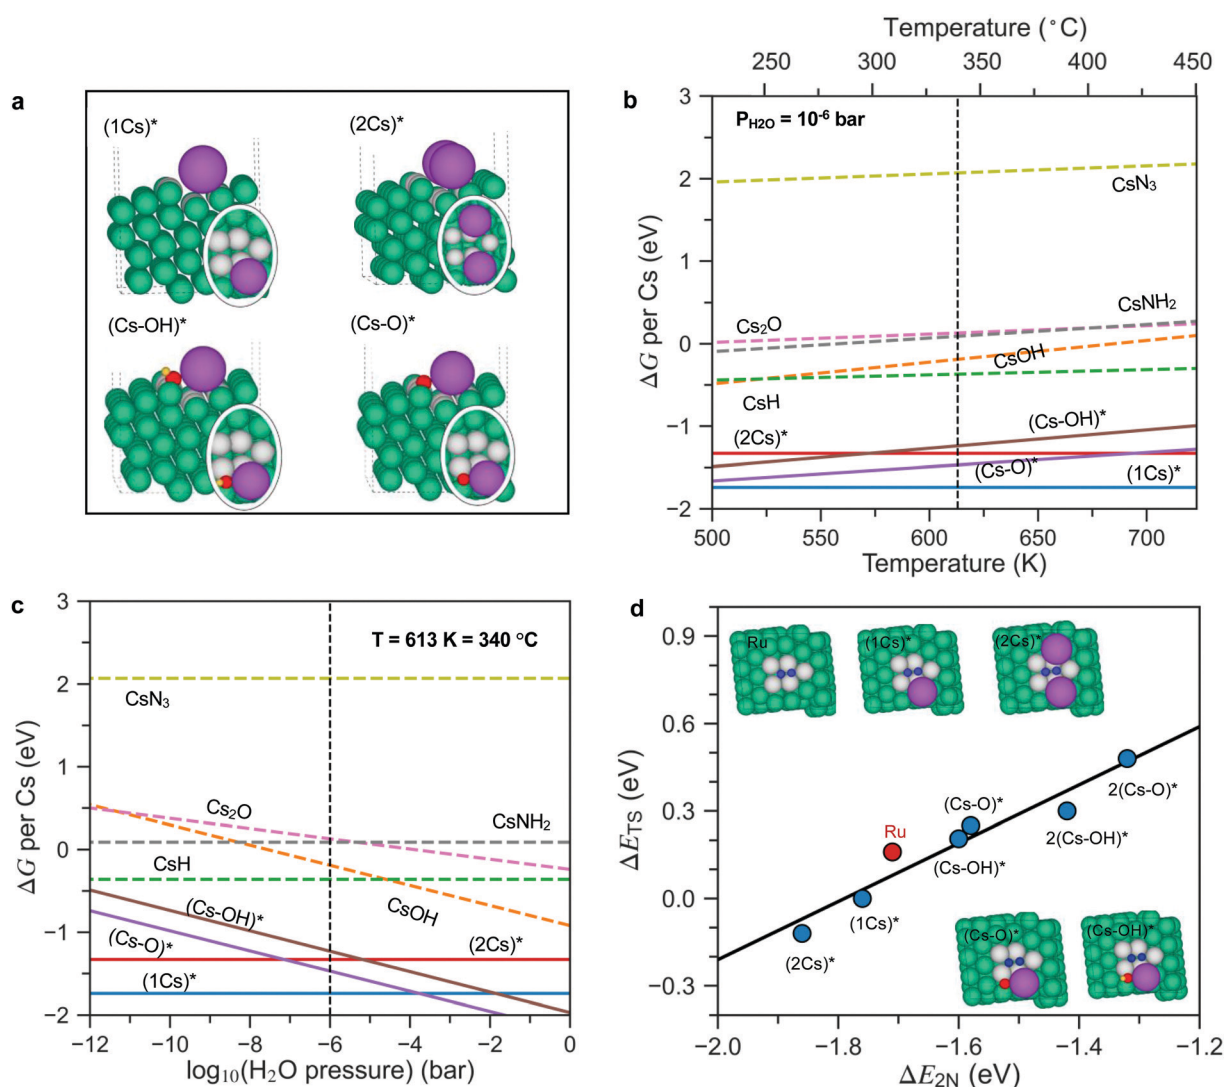 a
(1Cs)*
(2Cs)*
(Cs-OH)*
(Cs-O)*
b
Temperature (°C)
250 300 350 400 450
P_H2O = 10⁻⁶ bar
3
2
1
0
−1
−2
ΔG per Cs (eV)
CsN₃
Cs₂O
CsNH₂
CsOH
CsH
(Cs-OH)*
(2Cs)*
(Cs-O)*
(1Cs)*
500 550 600 650 700
Temperature (K)
c
T = 613 K = 340 °C
3
2
1
0
−1
−2
ΔG per Cs (eV)
CsN₃
Cs₂O
CsNH₂
CsH
CsOH
(Cs-OH)*
(Cs-O)*
(2Cs)*
(1Cs)*
−12 −10 −8 −6 −4 −2 0
log₁₀(H₂O pressure) (bar)
d
0.9
0.6
0.3
0.0
−0.3
ΔE_TS (eV)
Ru
(1Cs)*
(2Cs)*
(Cs-O)*
2(Cs-O)*
Ru
2(Cs-OH)*
(Cs-OH)*
(1Cs)*
(2Cs)*
(Cs-O)*
(Cs-OH)*
−2.0 −1.8 −1.6 −1.4 −1.2
ΔE_2N (eV)